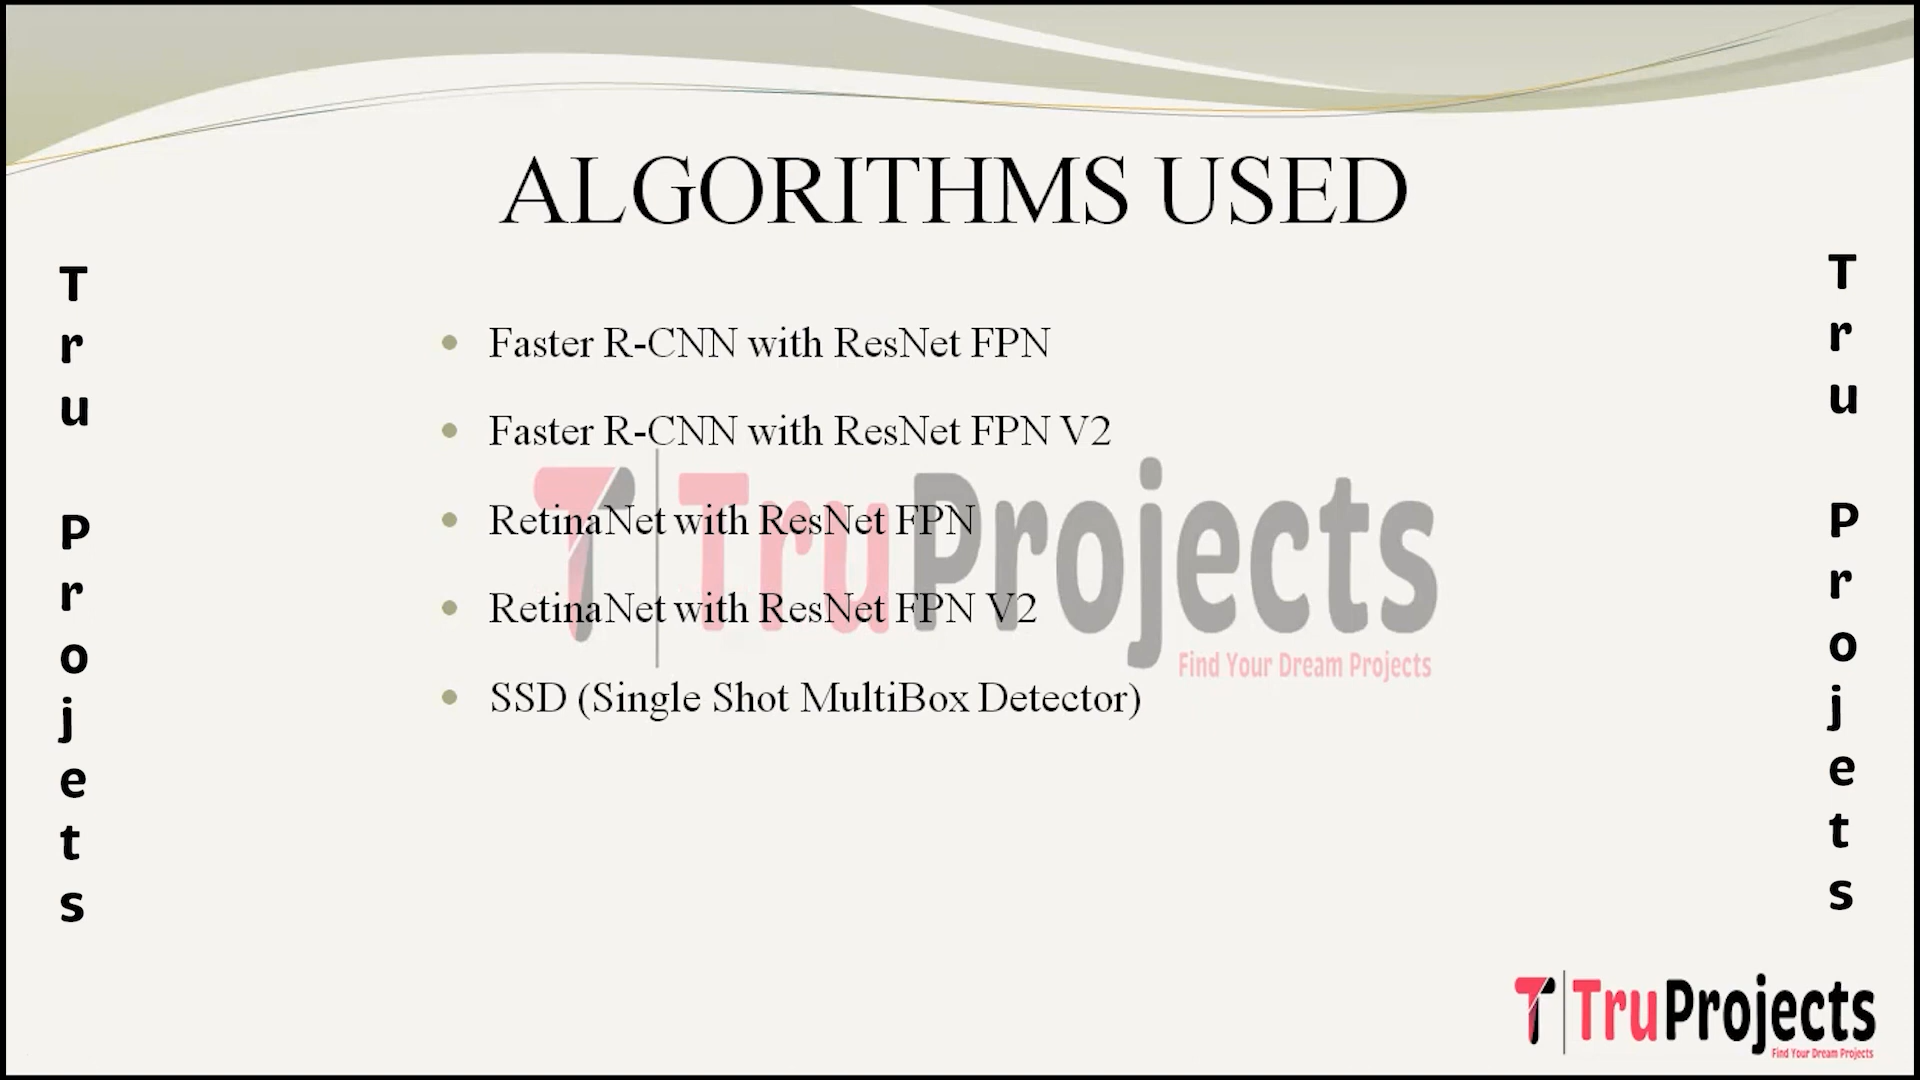 ALGORITHMS USED
Faster R-CNN with ResNet FPN
Faster R-CNN with ResNet FPN V2
RetinaNet with ResNet FPN
RetinaNet with ResNet FPN V2
SSD (Single Shot MultiBox Detector)
Tru Projets
Tru Projets
TruProjects
Find Your Dream Projects
TruProjects
Find Your Dream Projects